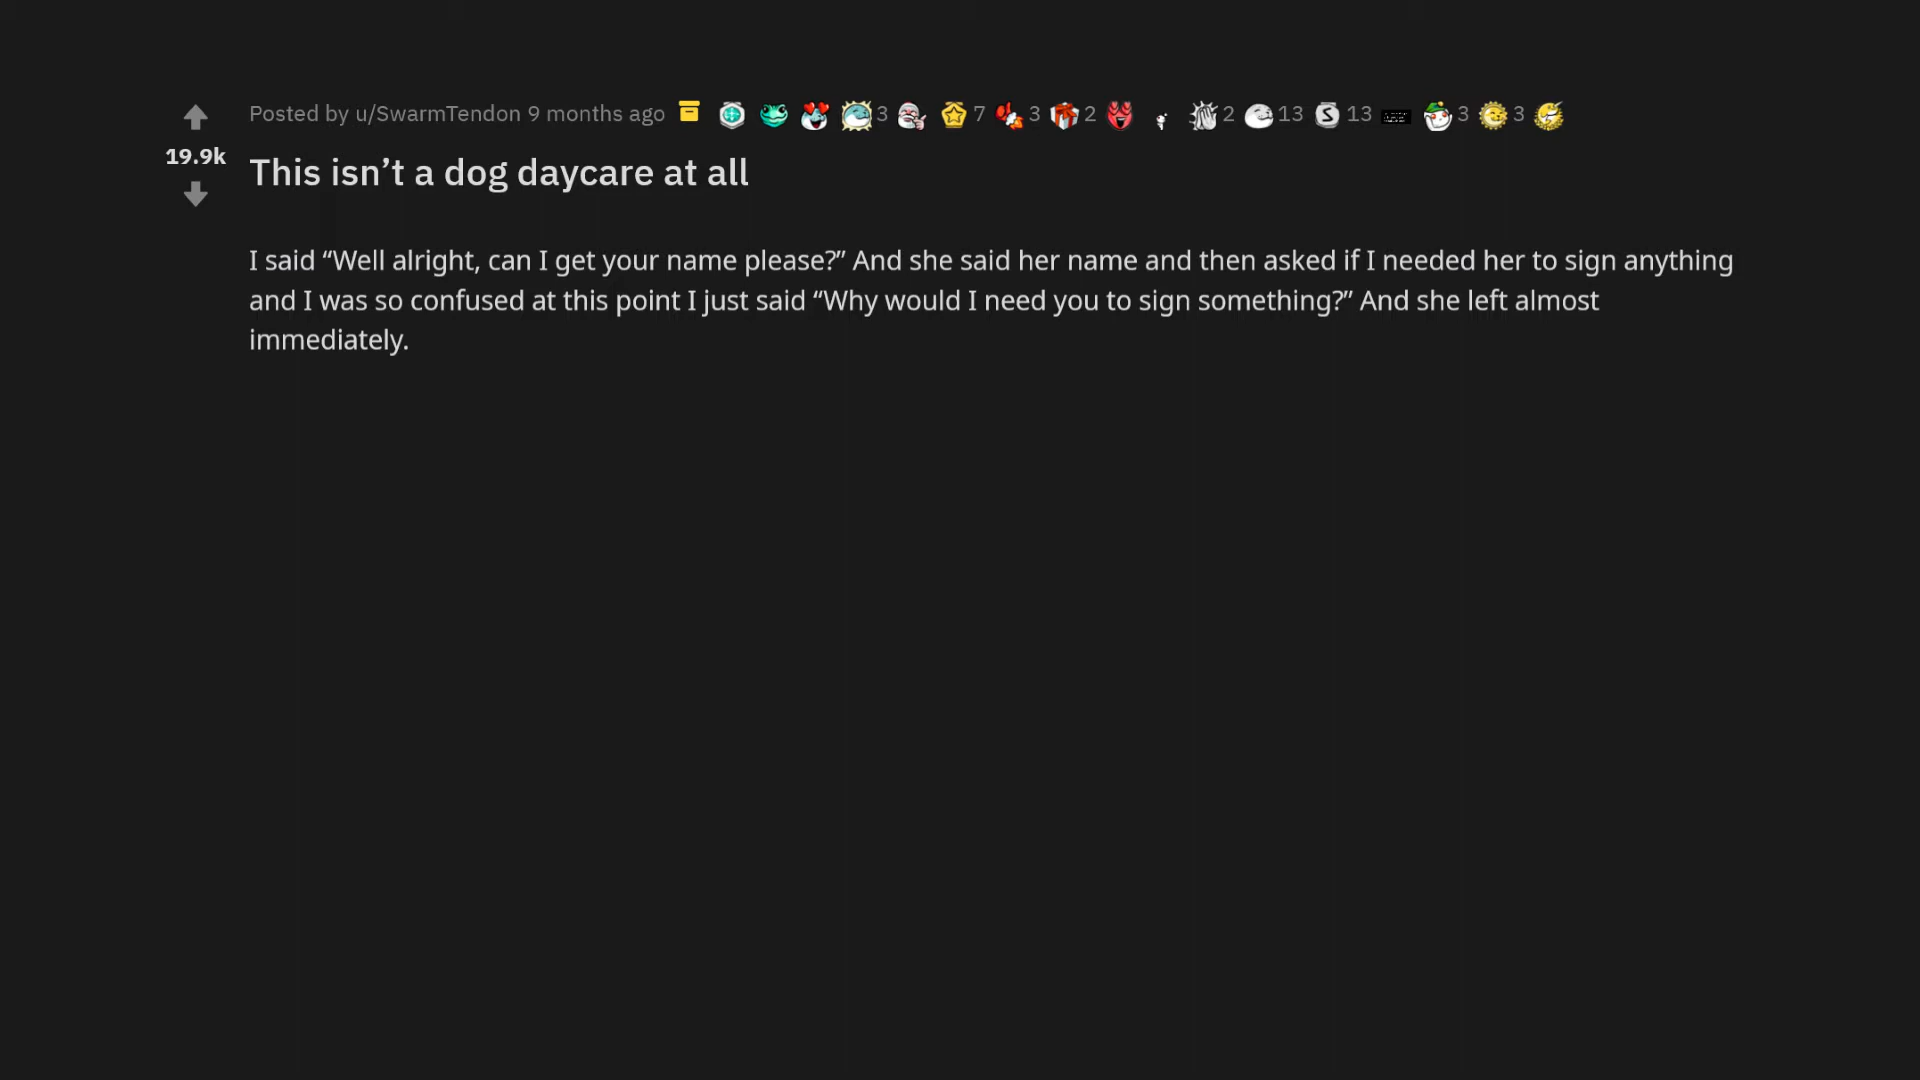 Posted by u/SwarmTendon 9 months ago 3 7 3 2 2 13 13 3 3
19.9k
This isn’t a dog daycare at all
I said “Well alright, can I get your name please?” And she said her name and then asked if I needed her to sign anything
and I was so confused at this point I just said “Why would I need you to sign something?” And she left almost
immediately.